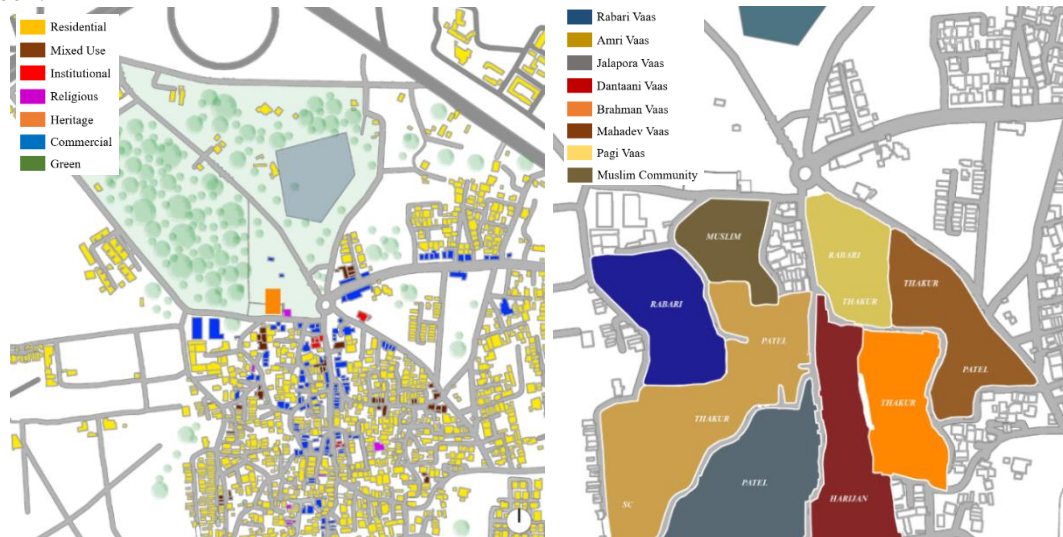 Residential
Mixed Use
Institutional
Religious
Heritage
Commercial
Green
Rabari Vaas
Amri Vaas
Jalapora Vaas
Dantaani Vaas
Brahman Vaas
Mahadev Vaas
Pagi Vaas
Muslim Community
MUSLIM
RABARI
RABARI
THAKUR
THAKUR
PATEL
PATEL
THAKUR
THAKUR
PATEL
HARIJAN
SC